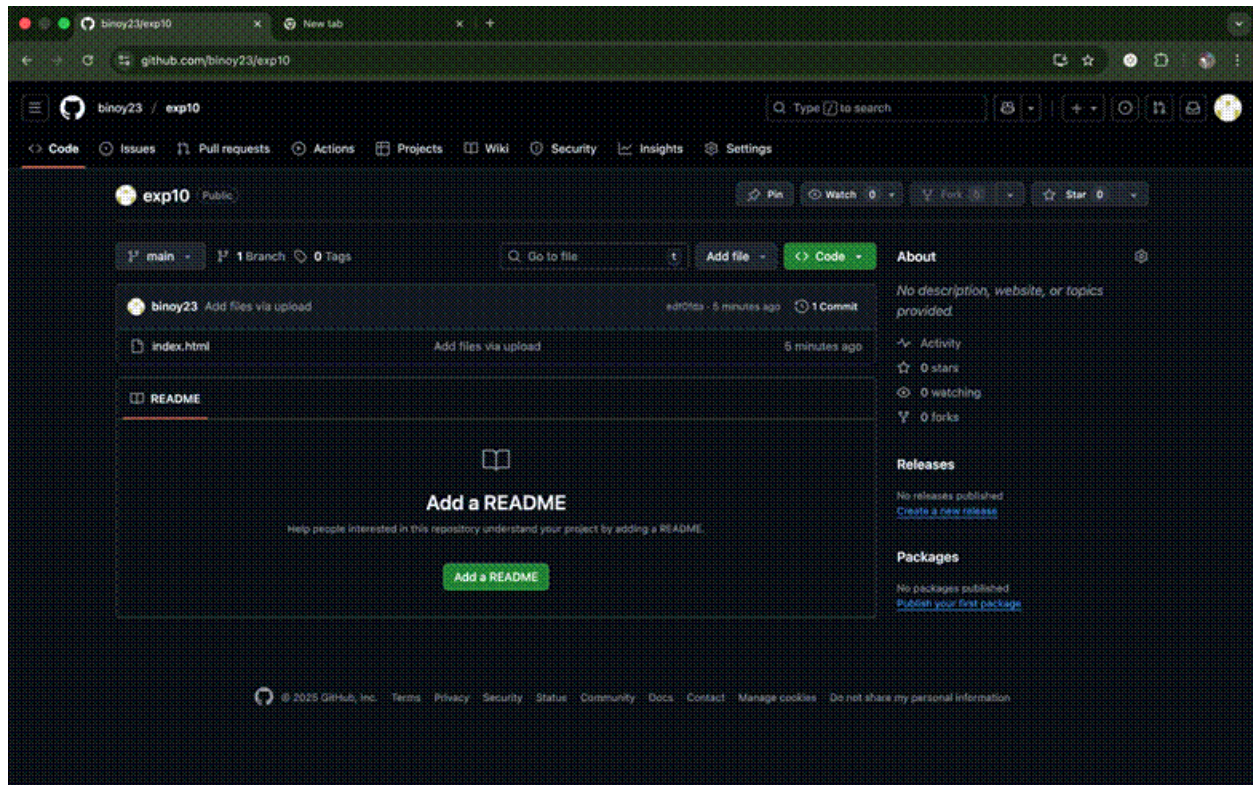 binoy23/exp10
New tab
github.com/binoy23/exp10
binoy23 / exp10
Type / to search
Code Issues Pull requests Actions Projects Wiki Security Insights Settings
exp10 Public
Pin Watch 0 Fork 0 Star 0
main 1 Branch 0 Tags
Go to file t Add file Code
binoy23 Add files via upload
5 minutes ago 1 Commit
index.html Add files via upload 5 minutes ago
README
Add a README
Help people interested in this repository understand your project by adding a README.
Add a README
About
No description, website, or topics
provided.
Activity
0 stars
0 watching
0 forks
Releases
No releases published
Create a new release
Packages
No packages published
Publish your first package
© 2025 GitHub, Inc. Terms Privacy Security Status Community Docs Contact Manage cookies Do not share my personal information